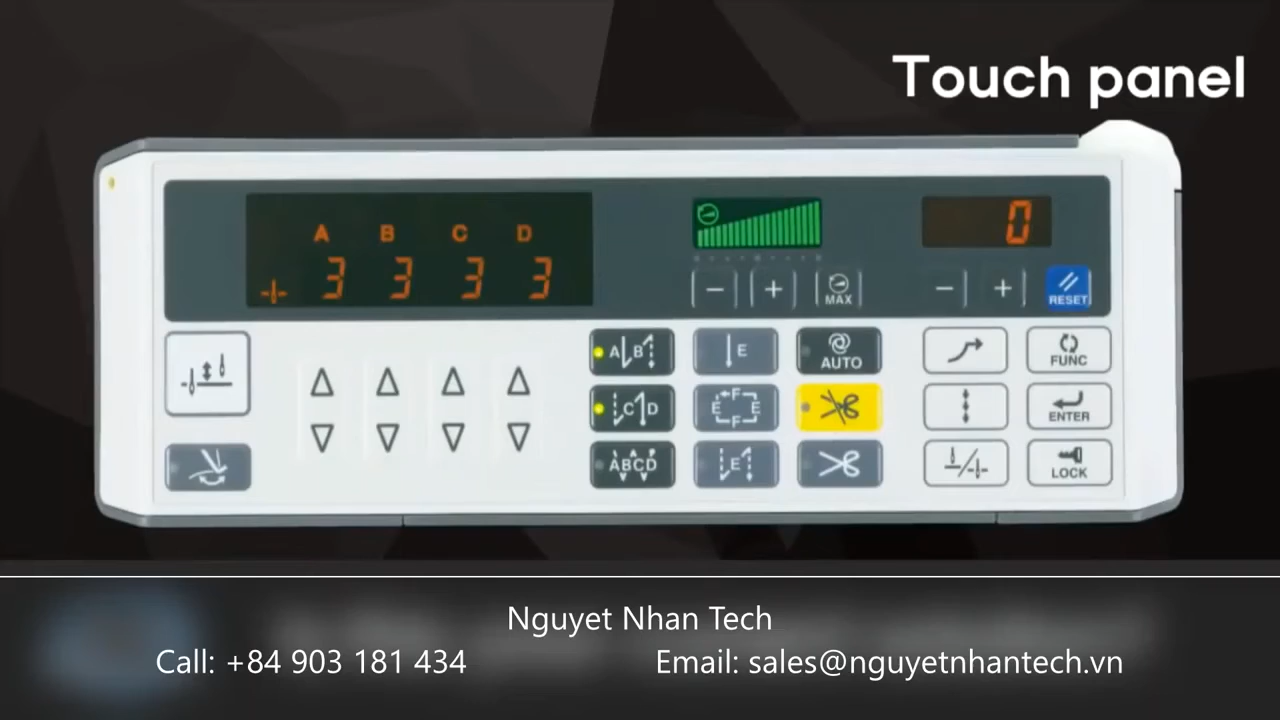 Touch panel
A B C D
3 3 3 3
0
− + MAX
− + RESET
A B
E
AUTO
FUNC
C D
F
E E
F
ENTER
ABCD
E
LOCK
Nguyet Nhan Tech
Call: +84 903 181 434
Email: sales@nguyetnhantech.vn